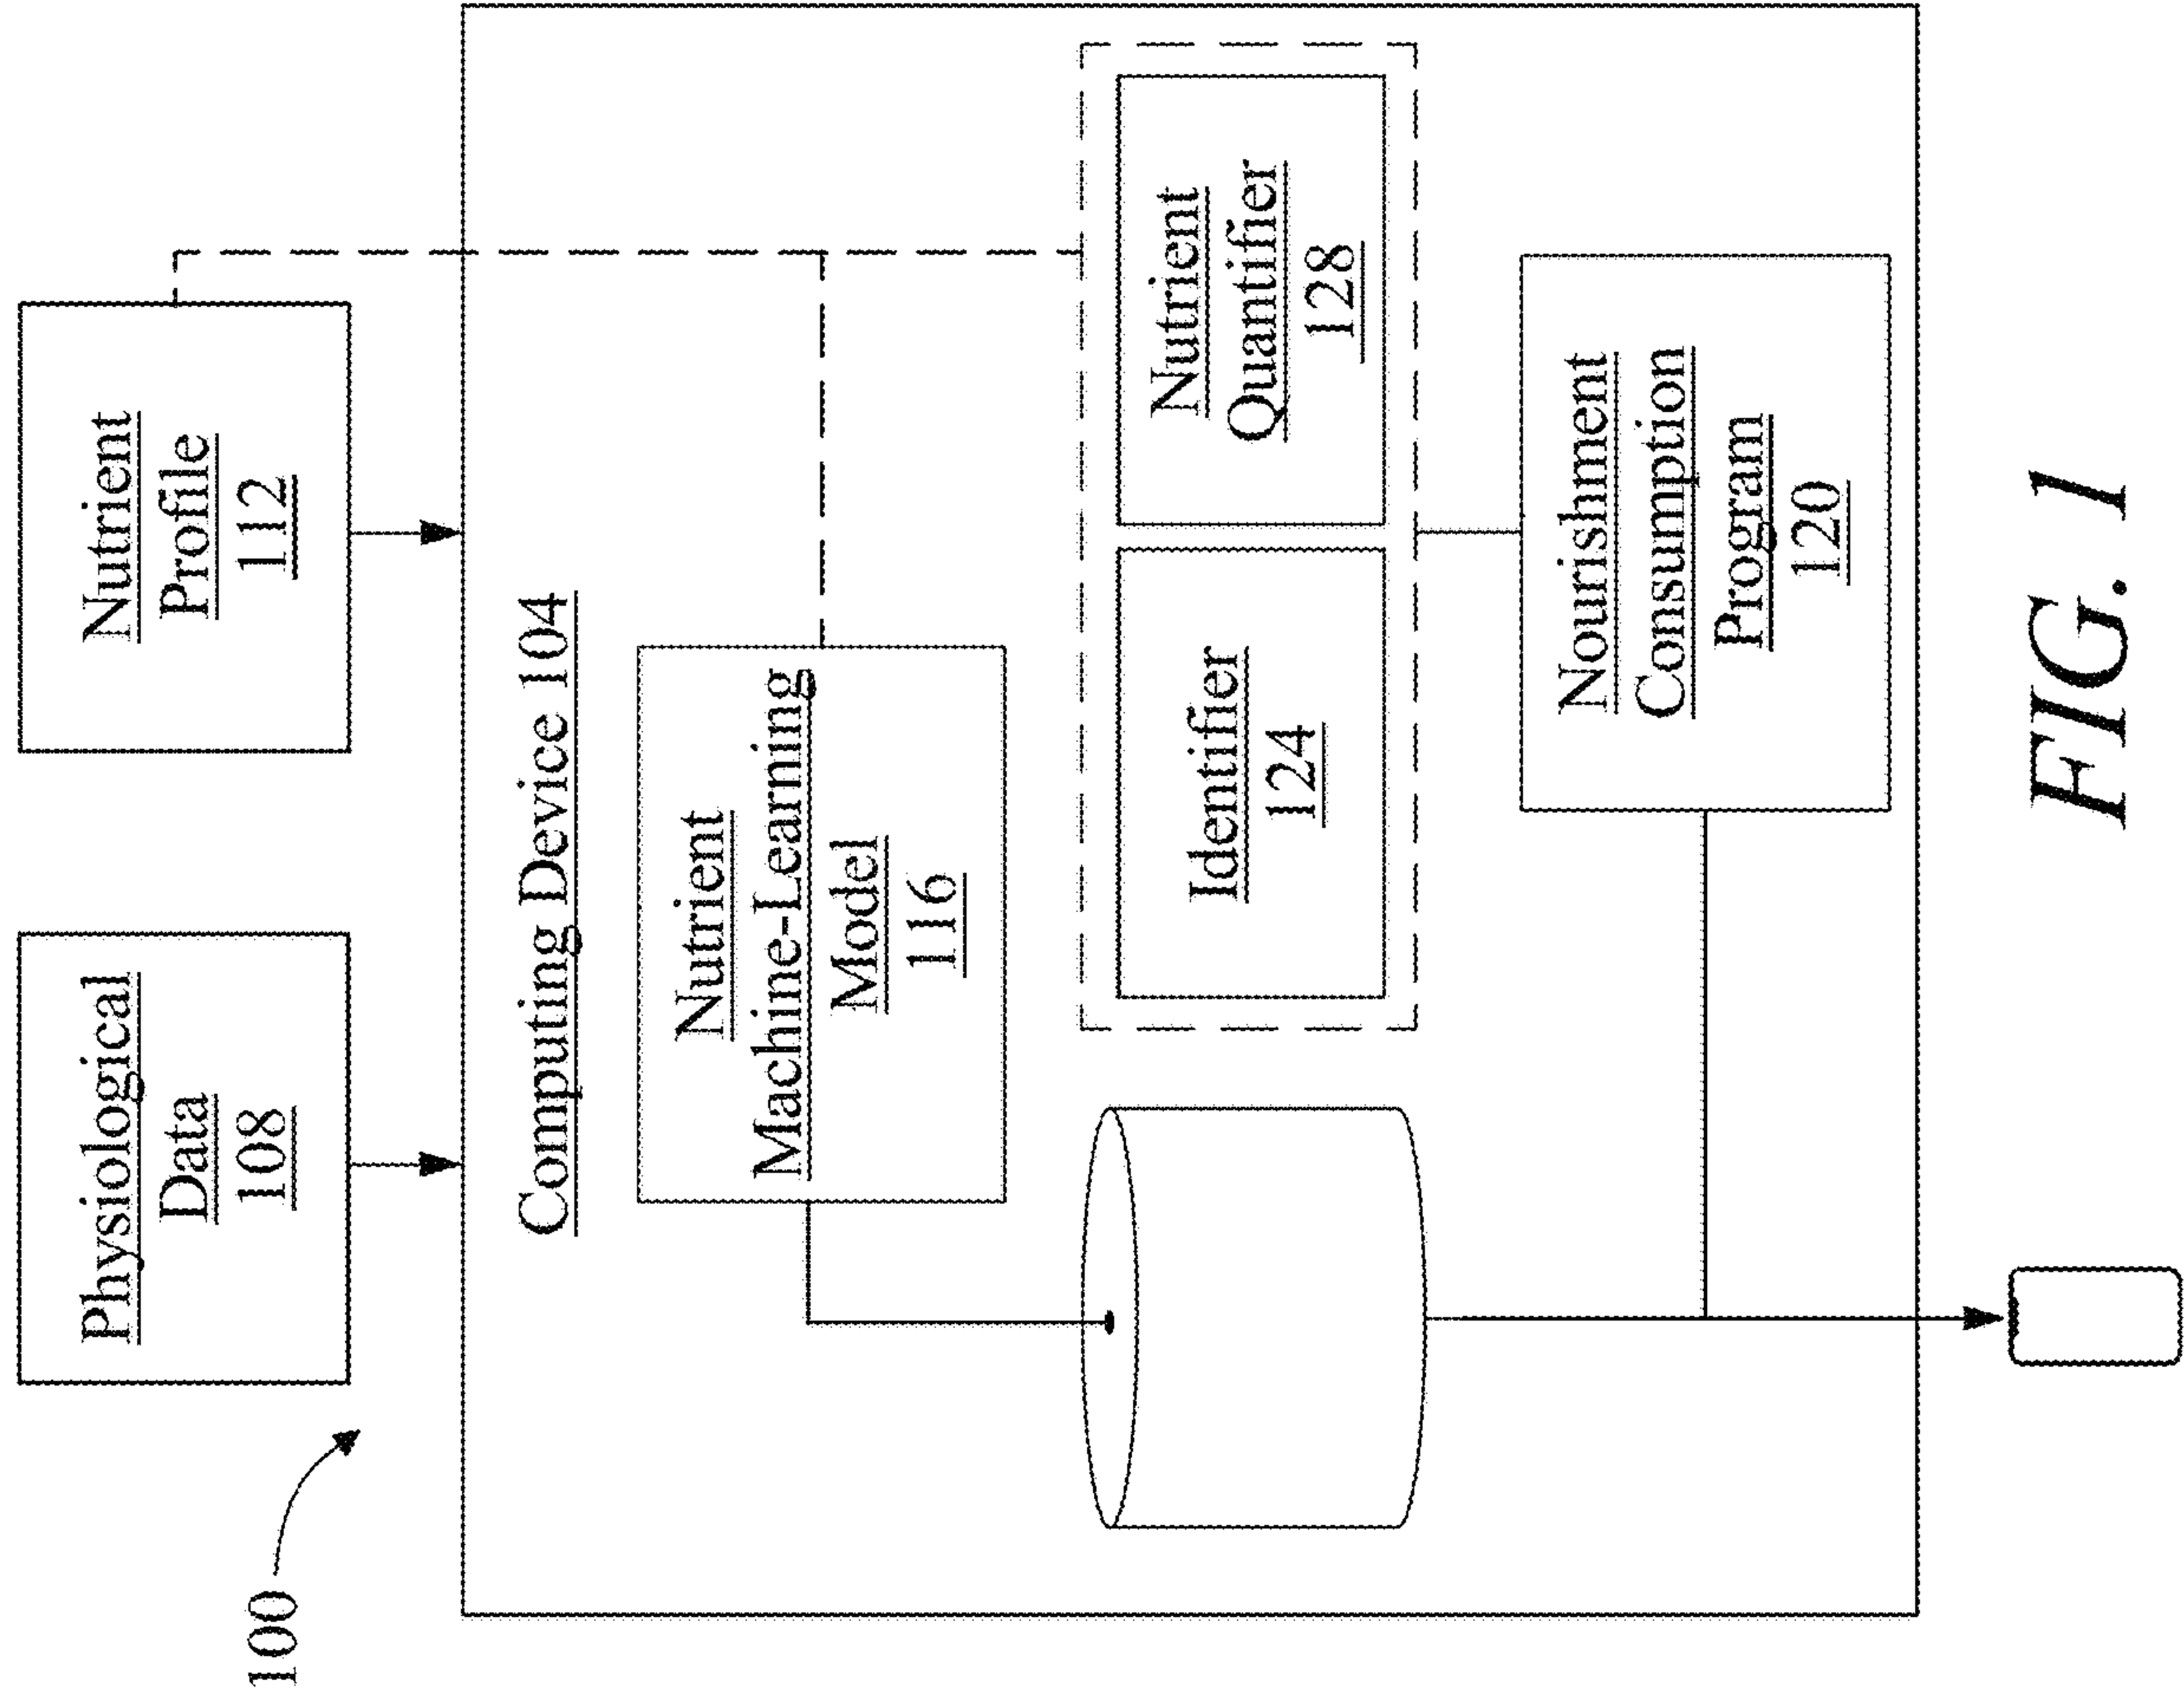 100
Physiological
Data
108
Nutrient
Profile
112
Computing Device 104
Nutrient
Machine-Learning
Model
116
Identifier
124
Nutrient
Quantifier
128
Nourishment
Consumption
Program
120
FIG. 1